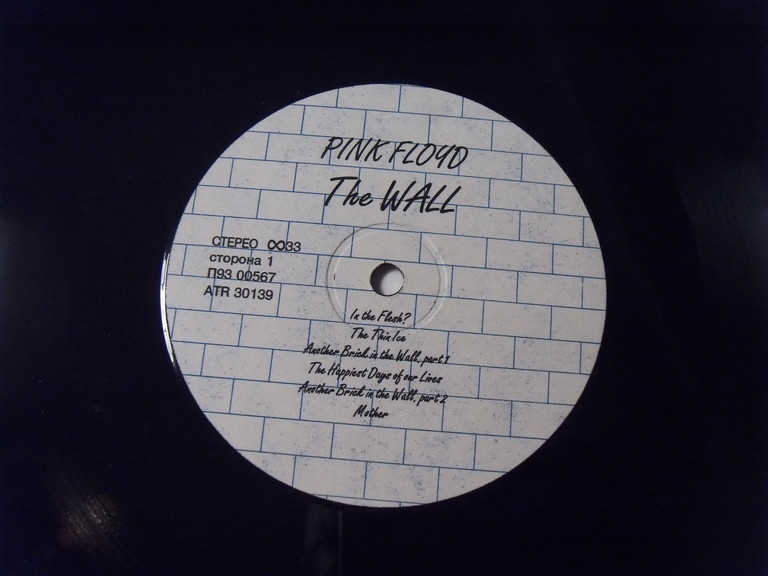 PINK FLOYD
The WALL
СТЕРЕО ꝏ33
сторона 1
П93 00567
ATR 30139
In the Flesh?
The Thin Ice
Another Brick in the Wall, part 1
The Happiest Days of our Lives
Another Brick in the Wall, part 2
Mother